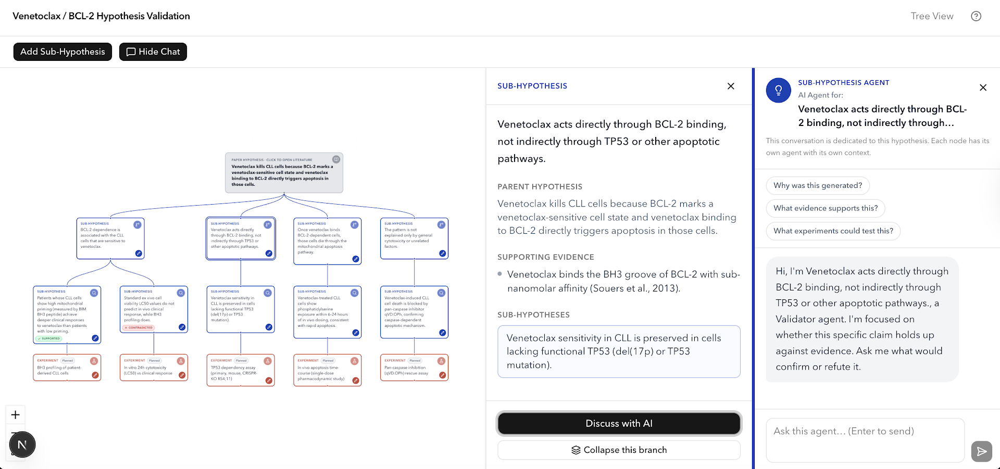 Venetoclax / BCL-2 Hypothesis Validation
Tree View
?
Add Sub-Hypothesis
Hide Chat
PAPER HYPOTHESIS · CLICK TO OPEN LITERATURE
Venetoclax kills CLL cells because BCL-2 marks a
venetoclax-sensitive cell state and venetoclax
binding to BCL-2 directly triggers apoptosis in
those cells.
SUB-HYPOTHESIS
BCL-2 dependence is
associated with the CLL
cells that are sensitive to
venetoclax.
SUB-HYPOTHESIS
Venetoclax acts directly
through BCL-2 binding, not
indirectly through TP53 or
other apoptotic pathways.
SUB-HYPOTHESIS
Once venetoclax binds
BCL-2-dependent cells,
those cells die through the
mitochondrial apoptosis
pathway.
SUB-HYPOTHESIS
The pattern is not
explained only by general
cytotoxicity or unrelated
factors.
SUB-HYPOTHESIS
Patients whose CLL cells
show high mitochondrial
priming (measured by BIM
BH3 peptide) achieve
deeper clinical responses
to venetoclax than patients
with low priming.
✓ SUPPORTED
SUB-HYPOTHESIS
Standard ex vivo cell
viability LC50 values do not
predict in vivo clinical
response, while BH3
profiling does.
× CONTRADICTED
SUB-HYPOTHESIS
Venetoclax sensitivity in
CLL is preserved in cells
lacking functional TP53
(del(17p) or TP53
mutation).
SUB-HYPOTHESIS
Venetoclax-treated CLL
cells show
phosphatidylserine
exposure within 6-24 hours
of in vivo dosing, consistent
with rapid apoptosis.
SUB-HYPOTHESIS
Venetoclax-induced CLL
cell death is blocked by
pan-caspase inhibitor
qVD.OPh, confirming
caspase-dependent
apoptotic mechanism.
EXPERIMENT Planned
BH3 profiling of patient-
derived CLL cells
EXPERIMENT Planned
In vitro 24h cytotoxicity
(LC50) vs clinical response
EXPERIMENT Planned
TP53 dependency assay
(primary, mouse, CRISPR-
KO RS4;11)
EXPERIMENT Planned
In vivo apoptosis time-
course (single-dose
pharmacodynamic study)
EXPERIMENT Planned
Pan-caspase inhibition
(qVD.OPh) rescue assay
+
N
SUB-HYPOTHESIS
Venetoclax acts directly through BCL-2 binding,
not indirectly through TP53 or other apoptotic
pathways.
PARENT HYPOTHESIS
Venetoclax kills CLL cells because BCL-2 marks a
venetoclax-sensitive cell state and venetoclax binding
to BCL-2 directly triggers apoptosis in those cells.
SUPPORTING EVIDENCE
• Venetoclax binds the BH3 groove of BCL-2 with sub-
nanomolar affinity (Souers et al., 2013).
SUB-HYPOTHESES
Venetoclax sensitivity in CLL is preserved in cells
lacking functional TP53 (del(17p) or TP53
mutation).
Discuss with AI
Collapse this branch
SUB-HYPOTHESIS AGENT
AI Agent for:
Venetoclax acts directly through BCL-
2 binding, not indirectly through...
This conversation is dedicated to this hypothesis. Each node has its
own agent with its own context.
Why was this generated?
What evidence supports this?
What experiments could test this?
Hi, I'm Venetoclax acts directly through
BCL-2 binding, not indirectly through
TP53 or other apoptotic pathways., a
Validator agent. I'm focused on
whether this specific claim holds up
against evidence. Ask me what would
confirm or refute it.
Ask this agent... (Enter to send)